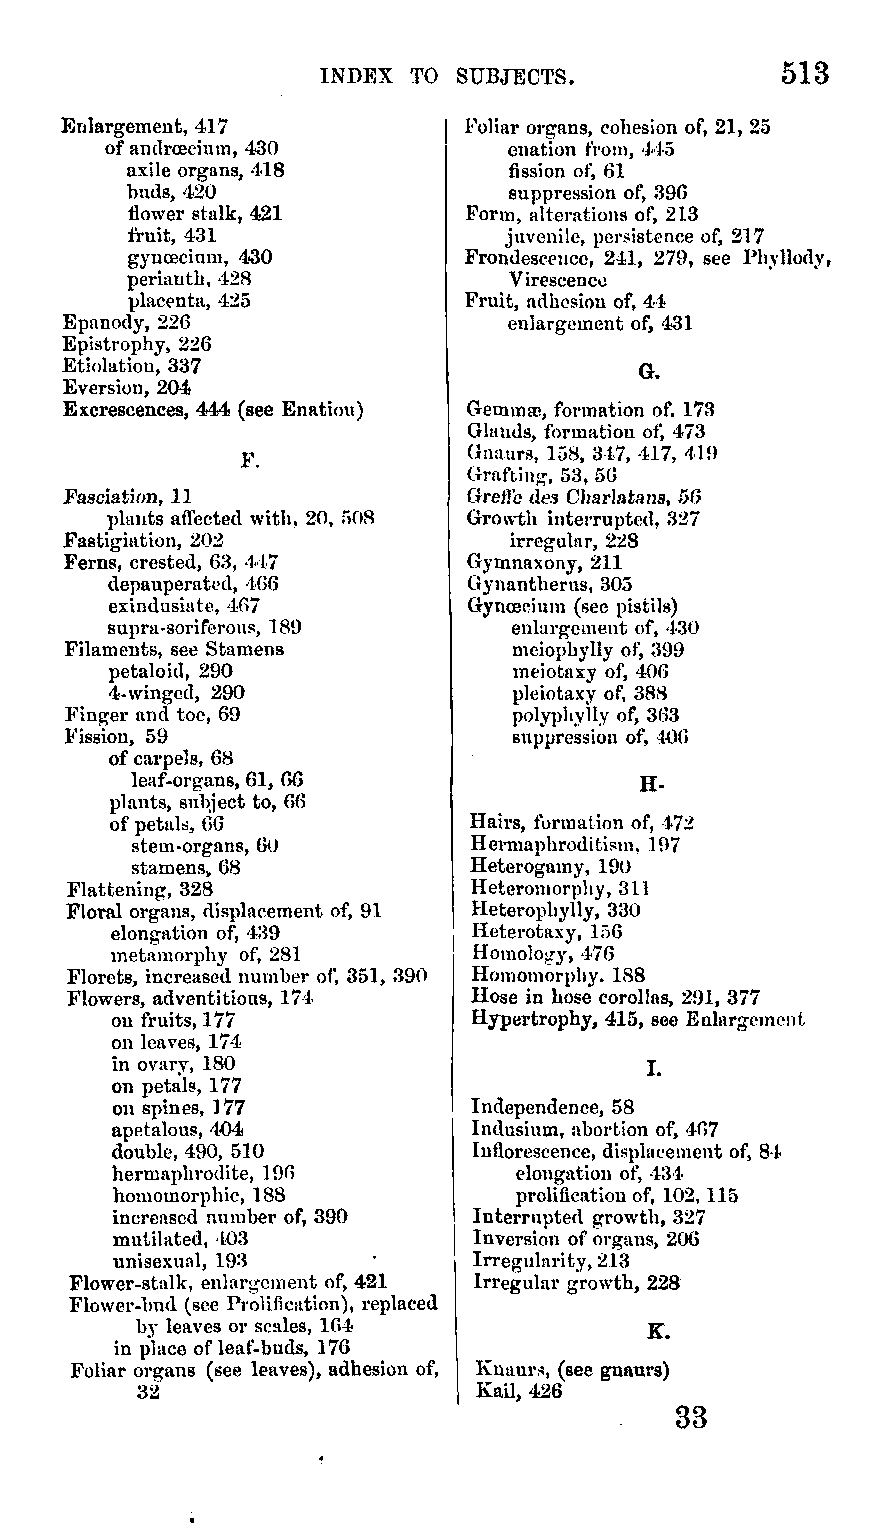 INDEX TO SUBJECTS. 513
Enlargement, 417
of andrœcium, 430
axile organs, 418
buds, 420
flower stalk, 421
fruit, 431
gynœcium, 430
perianth, 428
placenta, 425
Epanody, 226
Epistrophy, 226
Etiolation, 337
Eversion, 204
Excrescences, 444 (see Enation)
F.
Fasciation, 11
plants affected with, 20, 508
Fastigiation, 202
Ferns, crested, 63, 447
depauperated, 466
exindusiate, 467
supra-soriferous, 189
Filaments, see Stamens
petaloid, 290
4-winged, 290
Finger and toe, 69
Fission, 59
of carpels, 68
leaf-organs, 61, 66
plants, subject to, 66
of petals, 66
stem-organs, 60
stamens, 68
Flattening, 328
Floral organs, displacement of, 91
elongation of, 439
metamorphy of, 281
Florets, increased number of, 351, 390
Flowers, adventitious, 174
on fruits, 177
on leaves, 174
in ovary, 180
on petals, 177
on spines, 177
apetalous, 404
double, 490, 510
hermaphrodite, 196
homomorphic, 188
increased number of, 390
mutilated, 403
unisexual, 193
Flower-stalk, enlargement of, 421
Flower-bud (see Prolification), replaced
by leaves or scales, 164
in place of leaf-buds, 176
Foliar organs (see leaves), adhesion of,
32
Foliar organs, cohesion of, 21, 25
enation from, 445
fission of, 61
suppression of, 396
Form, alterations of, 213
juvenile, persistence of, 217
Frondescence, 241, 279, see Phyllody,
Virescence
Fruit, adhesion of, 44
enlargement of, 431
G.
Gemmæ, formation of. 173
Glands, formation of, 473
Gnaurs, 158, 347, 417, 419
Grafting, 53, 56
Greffe des Charlatans, 56
Growth interrupted, 327
irregular, 228
Gymnaxony, 211
Gynantherus, 305
Gynœcium (see pistils)
enlargement of, 430
meiophylly of, 399
meiotaxy of, 406
pleiotaxy of, 388
polyphylly of, 363
suppression of, 406
H.
Hairs, formation of, 472
Hermaphroditism, 197
Heterogamy, 190
Heteromorphy, 311
Heterophylly, 330
Heterotaxy, 156
Homology, 476
Homomorphy. 188
Hose in hose corollas, 291, 377
Hypertrophy, 415, see Enlargement
I.
Independence, 58
Indusium, abortion of, 467
Inflorescence, displacement of, 84
elongation of, 434
prolification of, 102, 115
Interrupted growth, 327
Inversion of organs, 206
Irregularity, 213
Irregular growth, 228
K.
Knaurs, (see gnaurs)
Kail, 426
33